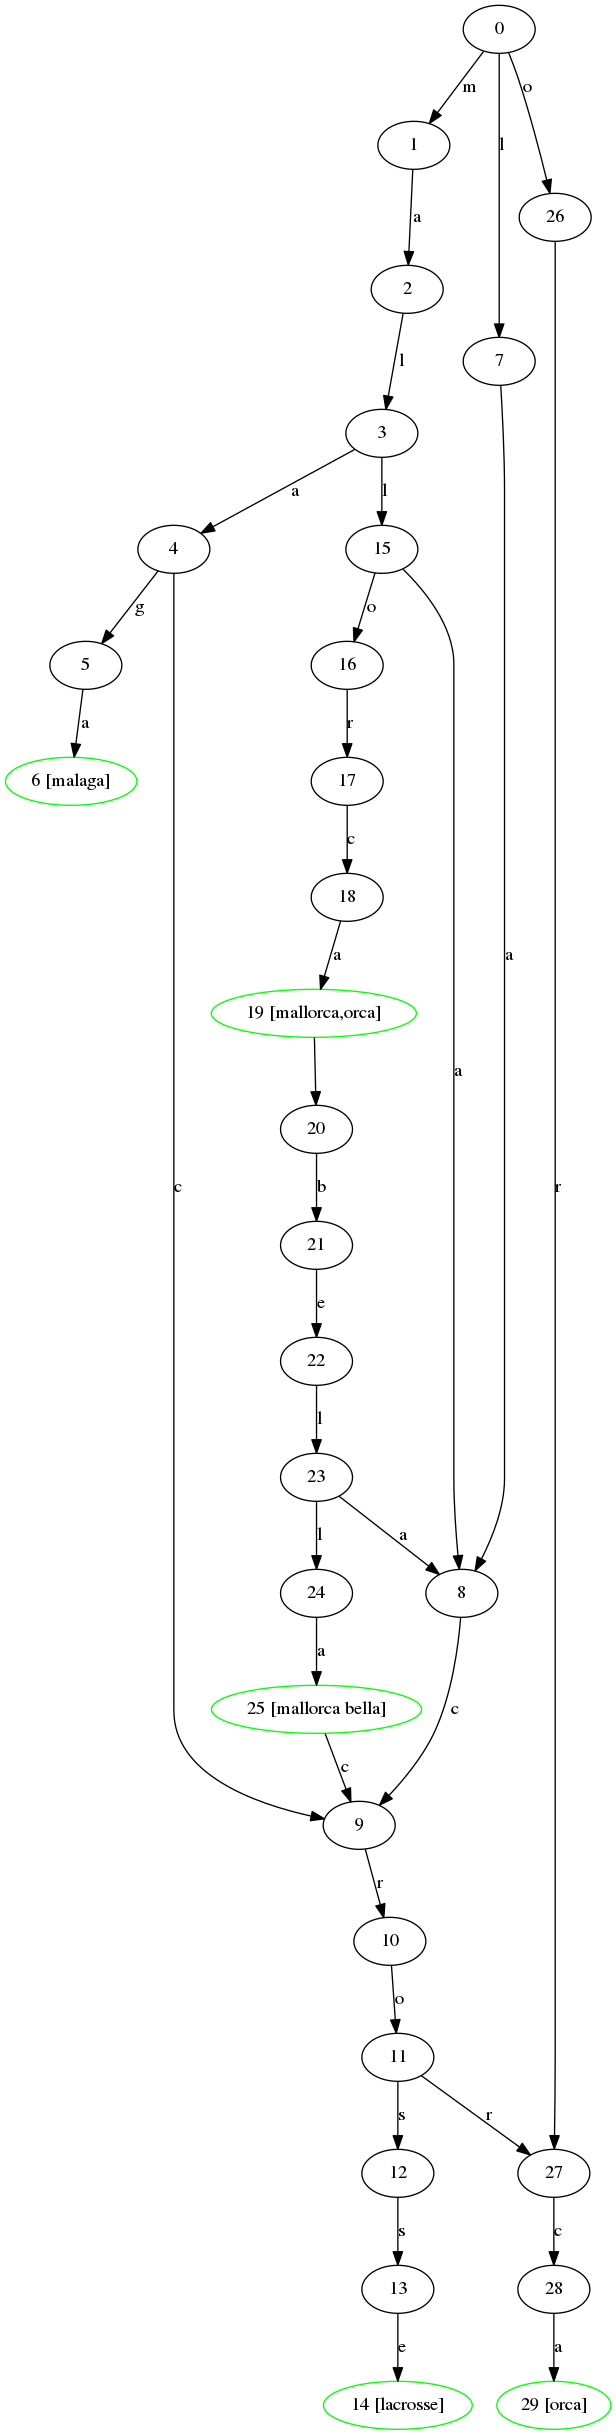 0
m
l
o
1
26
a
2
l
7
3
a
l
4
15
g
o
5
16
a
r
6 [malaga]
17
c
18
a
a
19 [mallorca,orca]
a
20
c
b
r
21
e
22
l
23
l
a
24
8
a
25 [mallorca bella]
c
c
9
r
10
o
11
s
r
12
27
s
c
13
28
e
a
14 [lacrosse]
29 [orca]